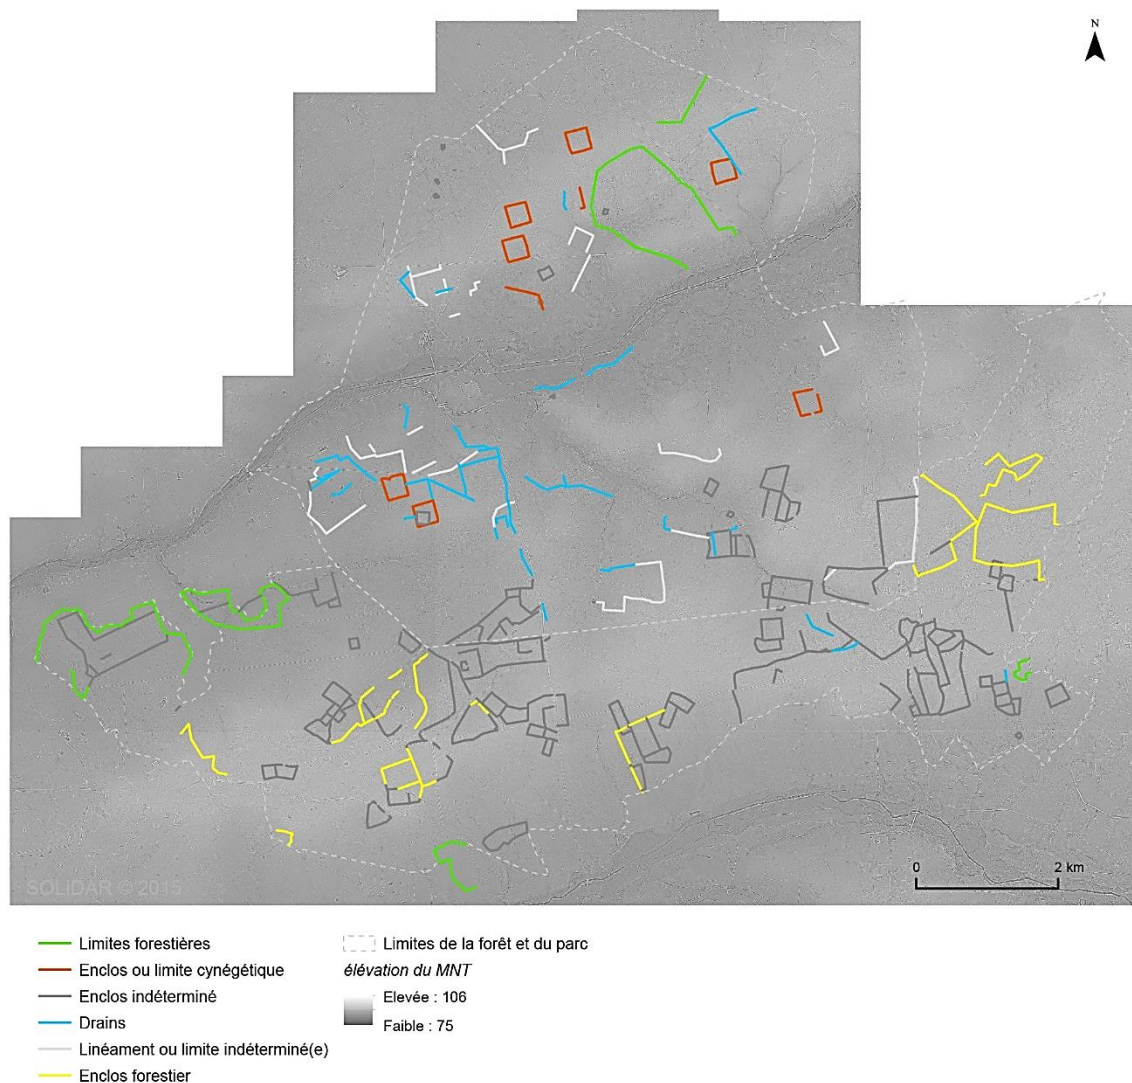 N
0 2 km
SOLiDAR © 2015
Limites forestières
Enclos ou limite cynégétique
Enclos indéterminé
Drains
Linéament ou limite indéterminé(e)
Enclos forestier
Limites de la forêt et du parc
élévation du MNT
Elevée : 106
Faible : 75